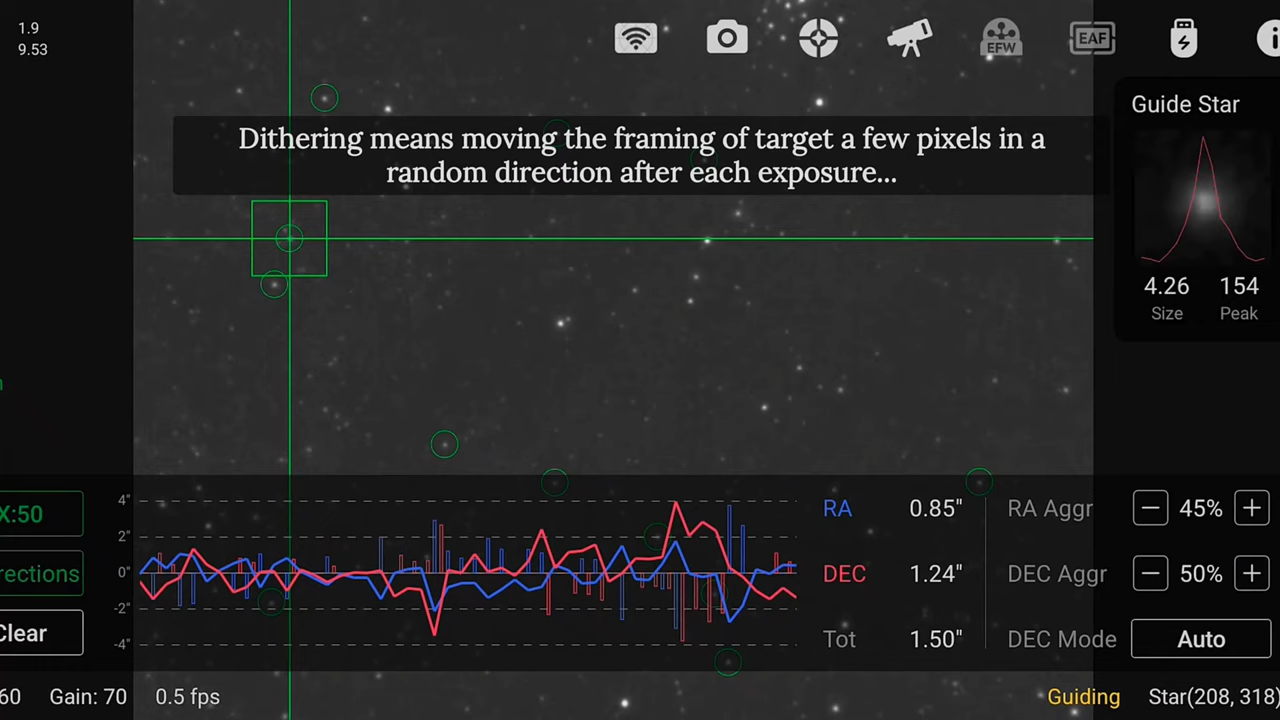 1.9
9.53
EFW
EAF
Guide Star
Dithering means moving the framing of target a few pixels in a
random direction after each exposure...
4.26 154
Size Peak
X:50
rections
Clear
4"
2"
0"
-2"
-4"
RA 0.85"
DEC 1.24"
Tot 1.50"
RA Aggr 45%
DEC Aggr 50%
DEC Mode Auto
60 Gain: 70 0.5 fps
Guiding Star(208, 318)